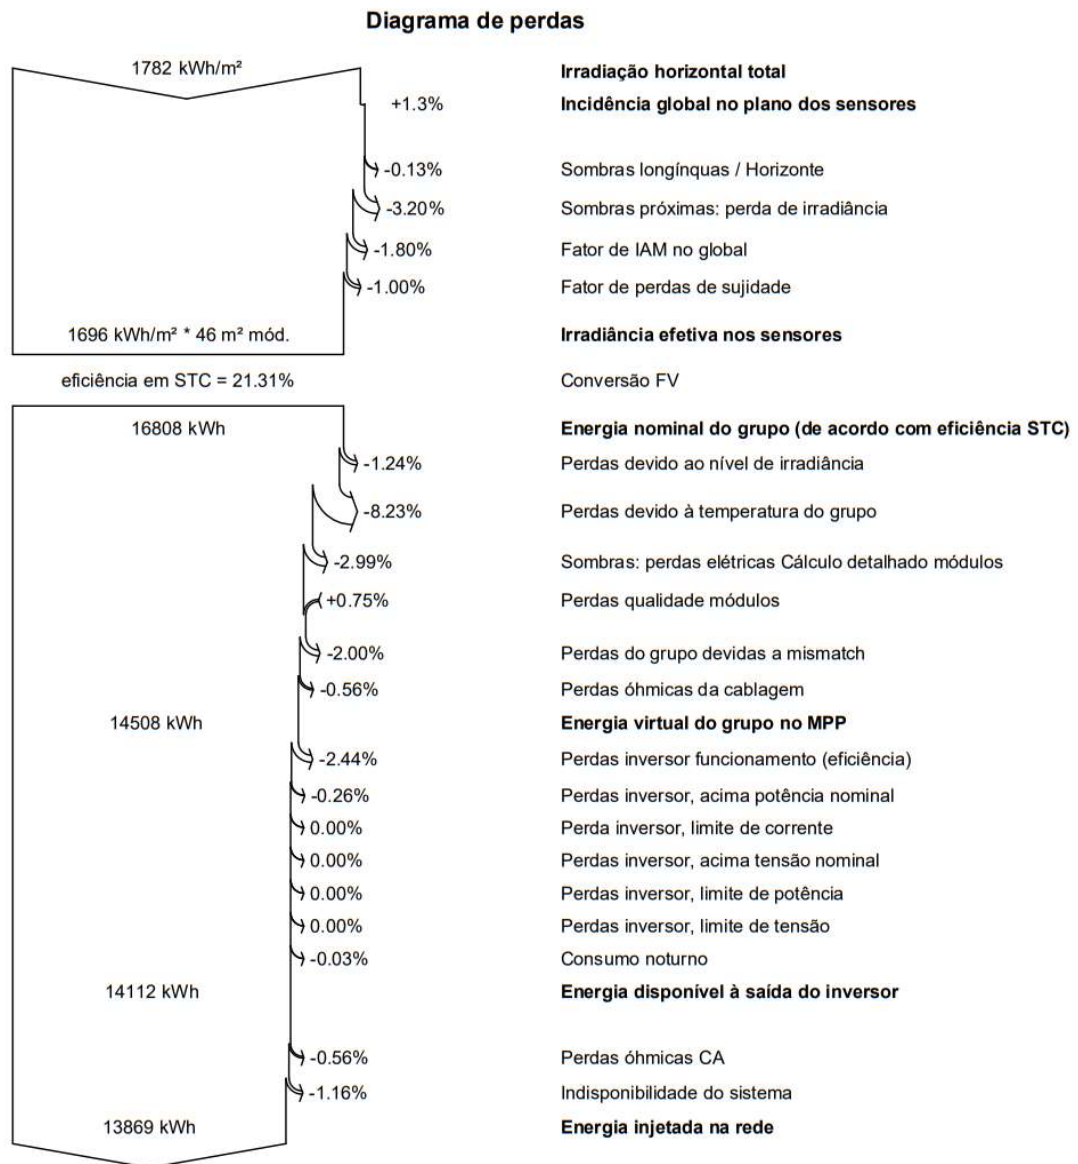 Diagrama de perdas
1782 kWh/m² Irradiação horizontal total
+1.3% Incidência global no plano dos sensores
-0.13% Sombras longínquas / Horizonte
-3.20% Sombras próximas: perda de irradiância
-1.80% Fator de IAM no global
-1.00% Fator de perdas de sujidade
1696 kWh/m² * 46 m² mód. Irradiância efetiva nos sensores
eficiência em STC = 21.31% Conversão FV
16808 kWh Energia nominal do grupo (de acordo com eficiência STC)
-1.24% Perdas devido ao nível de irradiância
-8.23% Perdas devido à temperatura do grupo
-2.99% Sombras: perdas elétricas Cálculo detalhado módulos
+0.75% Perdas qualidade módulos
-2.00% Perdas do grupo devidas a mismatch
-0.56% Perdas óhmicas da cablagem
14508 kWh Energia virtual do grupo no MPP
-2.44% Perdas inversor funcionamento (eficiência)
-0.26% Perdas inversor, acima potência nominal
0.00% Perda inversor, limite de corrente
0.00% Perdas inversor, acima tensão nominal
0.00% Perdas inversor, limite de potência
0.00% Perdas inversor, limite de tensão
-0.03% Consumo noturno
14112 kWh Energia disponível à saída do inversor
-0.56% Perdas óhmicas CA
-1.16% Indisponibilidade do sistema
13869 kWh Energia injetada na rede